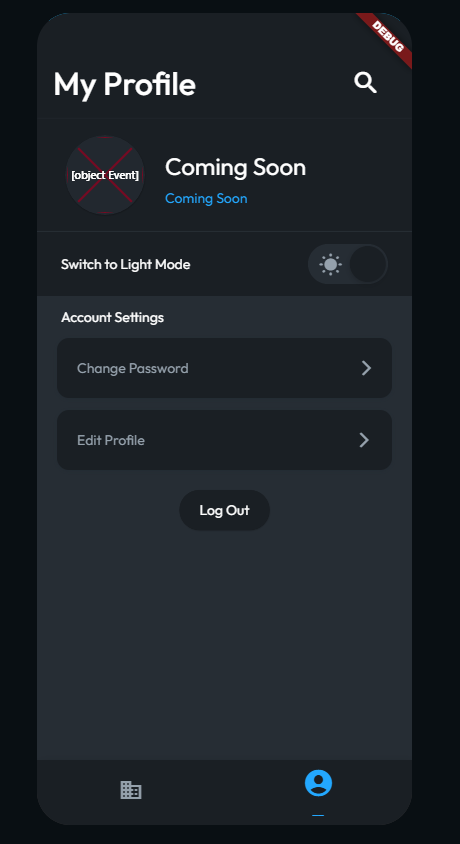 DEBUG
My Profile
[object Event]
Coming Soon
Coming Soon
Switch to Light Mode
Account Settings
Change Password
Edit Profile
Log Out